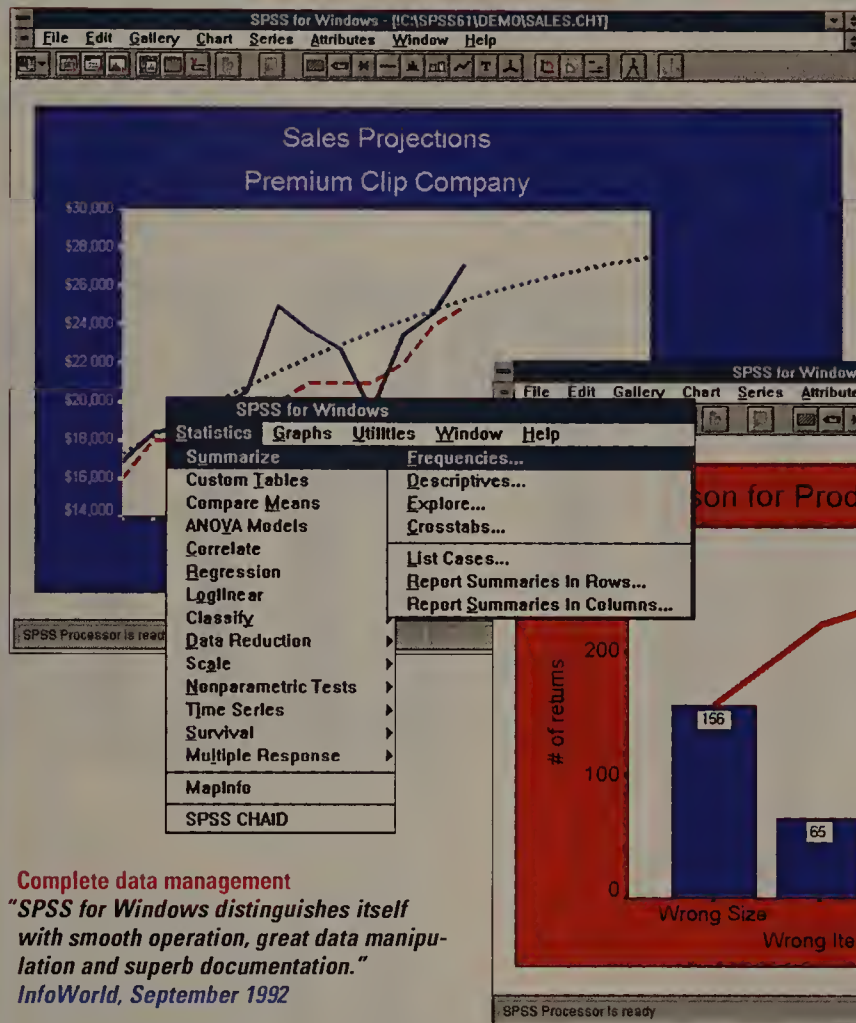 SPSS for Windows - [!C:\SPSS61\DEMO\SALES.CHT]
File Edit Gallery Chart Series Attributes Window Help
Sales Projections
Premium Clip Company
$30,000
$28,000
$26,000
$24,000
$22,000
$20,000
$18,000
$16,000
$14,000
SPSS Processor is
SPSS for Windows
Statistics Graphs Utilities Window Help
Summarize
Custom Tables
Compare Means
ANOVA Models
Correlate
Regression
Loglinear
Classify
Data Reduction
Scale
Nonparametric Tests
Time Series
Survival
Multiple Response
MapInfo
SPSS CHAID
Frequencies...
Descriptives...
Explore...
Crosstabs...
List Cases...
Report Summaries In Rows...
Report Summaries In Columns...
SPSS for Window
File Edit Gallery Chart Series Attribute
son for Prod
# of returns
200
100
0
156
65
Wrong Size
Wrong Ite
SPSS Processor is ready
Complete data management
"SPSS for Windows distinguishes itself
with smooth operation, great data manipu-
lation and superb documentation."
InfoWorld, September 1992